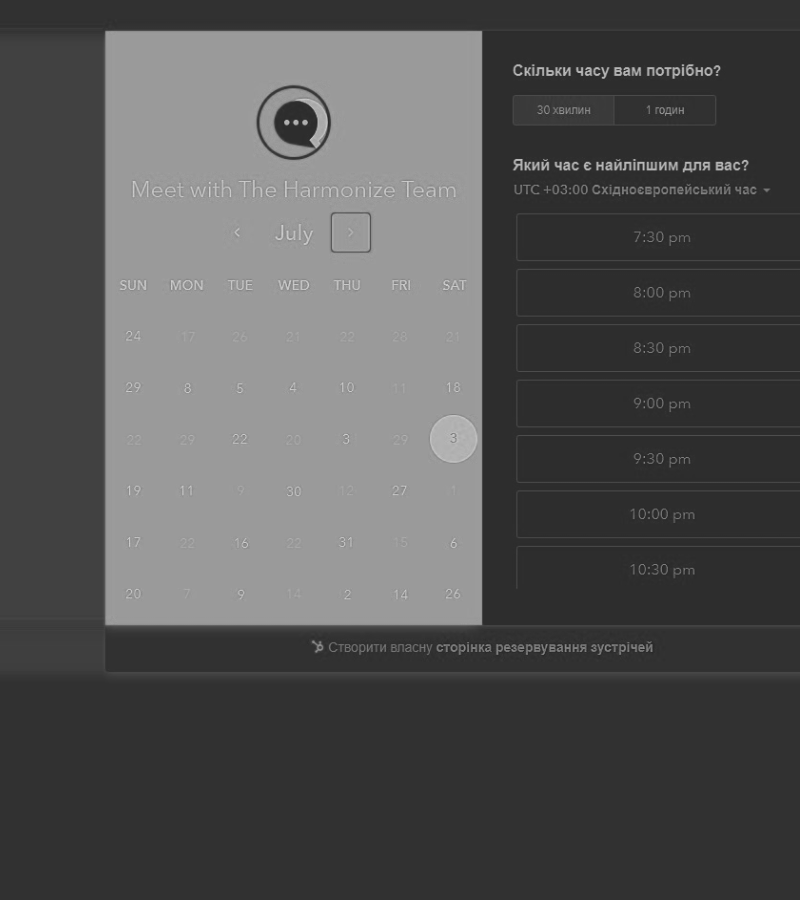 Meet with The Harmonize Team
July
SUN MON TUE WED THU FRI SAT
24 17 26 21 22 28 21
29 8 5 4 10 11 18
22 29 22 20 3 29 3
19 11 9 30 12 27 1
17 22 16 22 31 15 6
20 7 9 14 2 14 26
Скільки часу вам потрібно?
30 хвилин 1 годин
Який час є найліпшим для вас?
UTC +03:00 Східноєвропейський час
7:30 pm
8:00 pm
8:30 pm
9:00 pm
9:30 pm
10:00 pm
10:30 pm
Створити власну сторінка резервування зустрічей